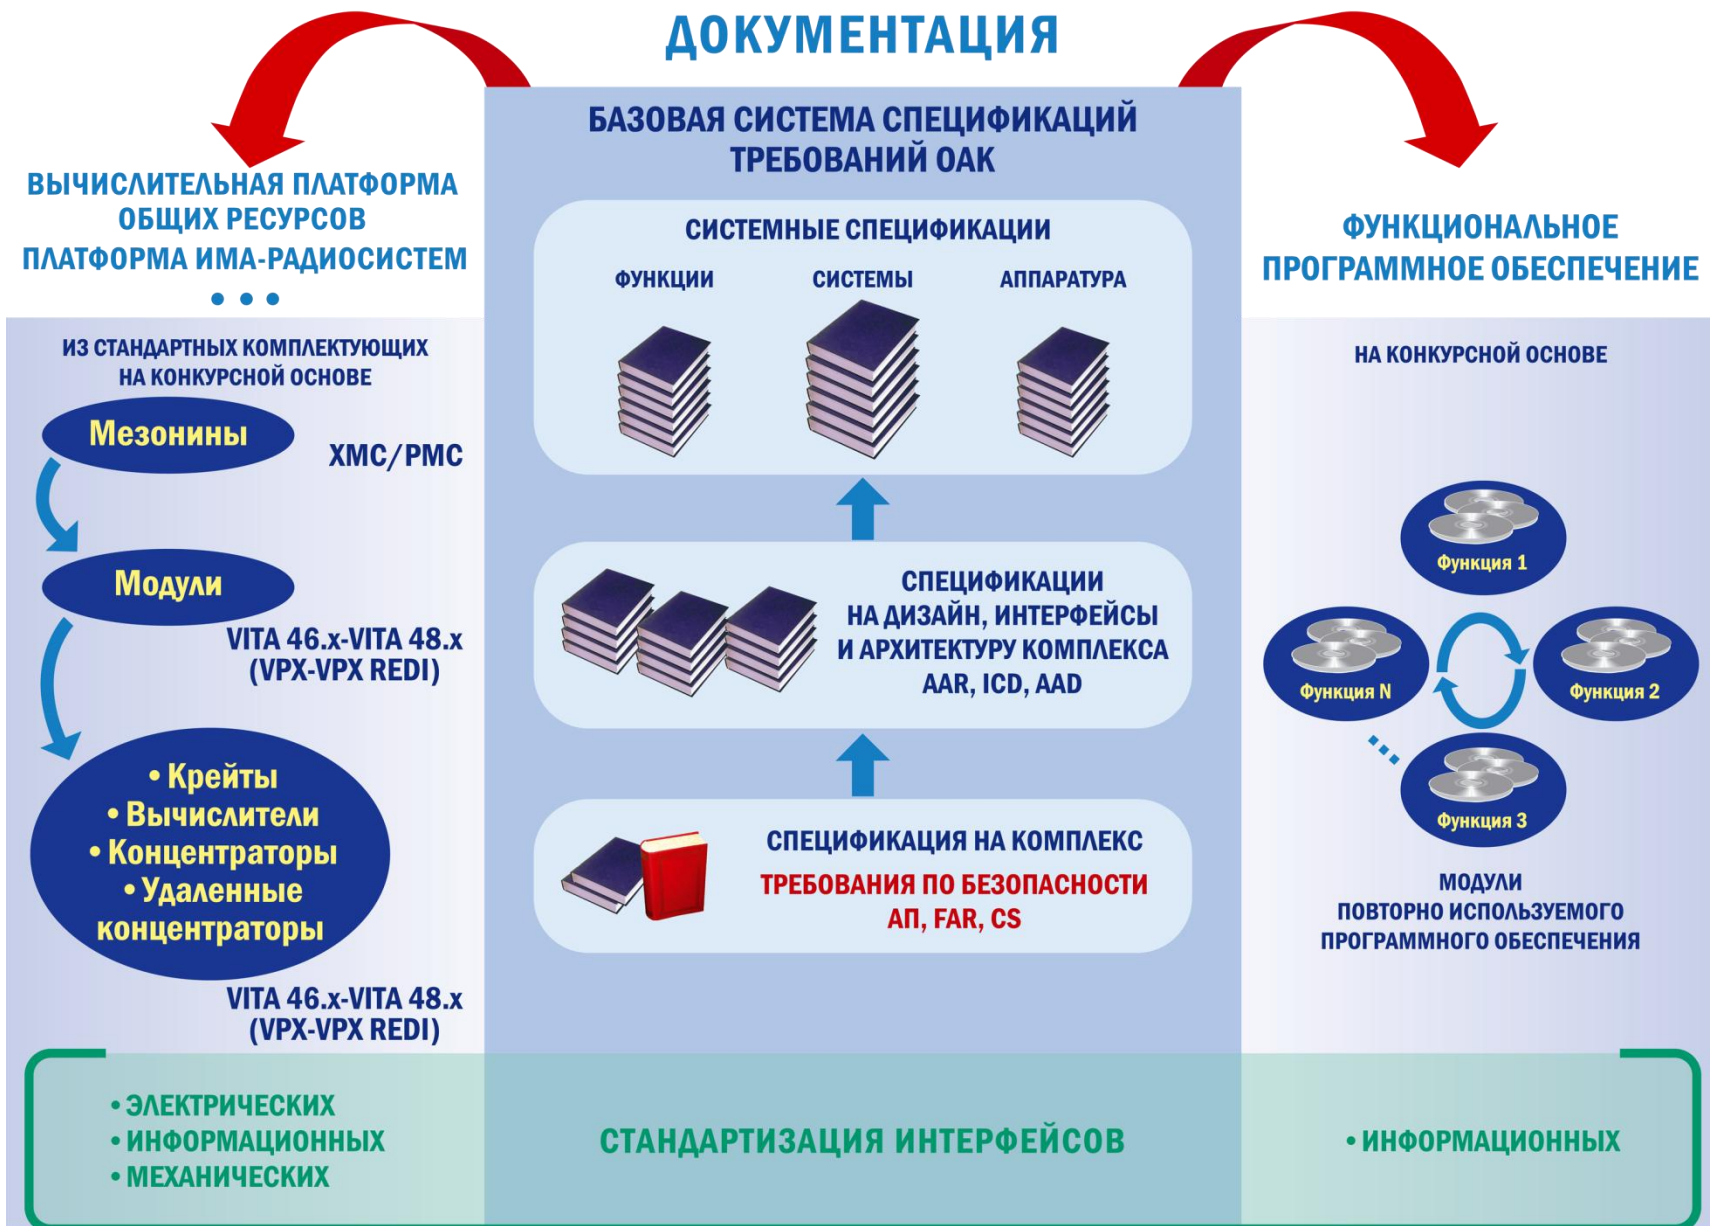 ДОКУМЕНТАЦИЯ
ВЫЧИСЛИТЕЛЬНАЯ ПЛАТФОРМА
ОБЩИХ РЕСУРСОВ
ПЛАТФОРМА ИМА-РАДИОСИСТЕМ
• • •
ИЗ СТАНДАРТНЫХ КОМПЛЕКТУЮЩИХ
НА КОНКУРСНОЙ ОСНОВЕ
Мезонины
XMC/PMC
Модули
VITA 46.x-VITA 48.x
(VPX-VPX REDI)
• Крейты
• Вычислители
• Концентраторы
• Удаленные
концентраторы
VITA 46.x-VITA 48.x
(VPX-VPX REDI)
БАЗОВАЯ СИСТЕМА СПЕЦИФИКАЦИЙ
ТРЕБОВАНИЙ ОАК
СИСТЕМНЫЕ СПЕЦИФИКАЦИИ
ФУНКЦИИ
СИСТЕМЫ
АППАРАТУРА
СПЕЦИФИКАЦИИ
НА ДИЗАЙН, ИНТЕРФЕЙСЫ
И АРХИТЕКТУРУ КОМПЛЕКСА
AAR, ICD, AAD
СПЕЦИФИКАЦИЯ НА КОМПЛЕКС
ТРЕБОВАНИЯ ПО БЕЗОПАСНОСТИ
АП, FAR, CS
ФУНКЦИОНАЛЬНОЕ
ПРОГРАММНОЕ ОБЕСПЕЧЕНИЕ
НА КОНКУРСНОЙ ОСНОВЕ
Функция 1
Функция N
Функция 2
Функция 3
МОДУЛИ
ПОВТОРНО ИСПОЛЬЗУЕМОГО
ПРОГРАММНОГО ОБЕСПЕЧЕНИЯ
• ЭЛЕКТРИЧЕСКИХ
• ИНФОРМАЦИОННЫХ
• МЕХАНИЧЕСКИХ
СТАНДАРТИЗАЦИЯ ИНТЕРФЕЙСОВ
• ИНФОРМАЦИОННЫХ